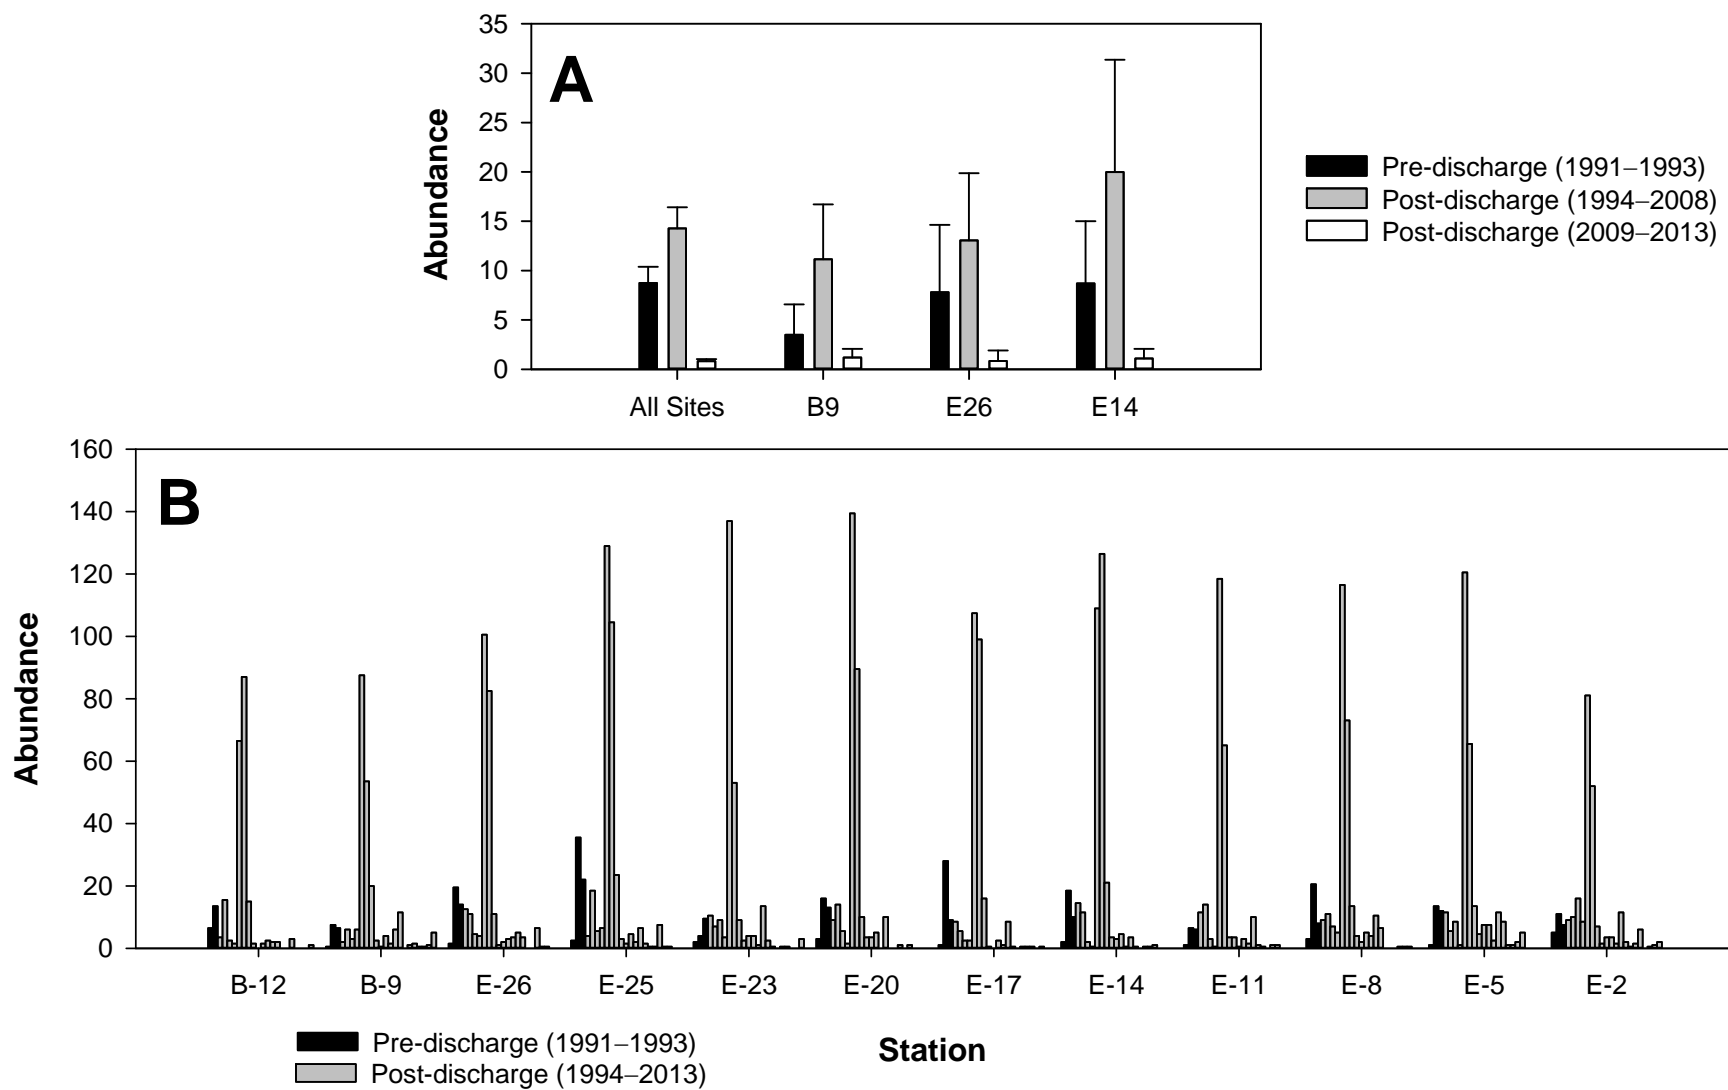 A
Abundance
35
30
25
20
15
10
5
0
All Sites B9 E26 E14
Pre-discharge (1991–1993)
Post-discharge (1994–2008)
Post-discharge (2009–2013)
B
Abundance
160
140
120
100
80
60
40
20
0
B-12 B-9 E-26 E-25 E-23 E-20 E-17 E-14 E-11 E-8 E-5 E-2
Station
Pre-discharge (1991–1993)
Post-discharge (1994–2013)